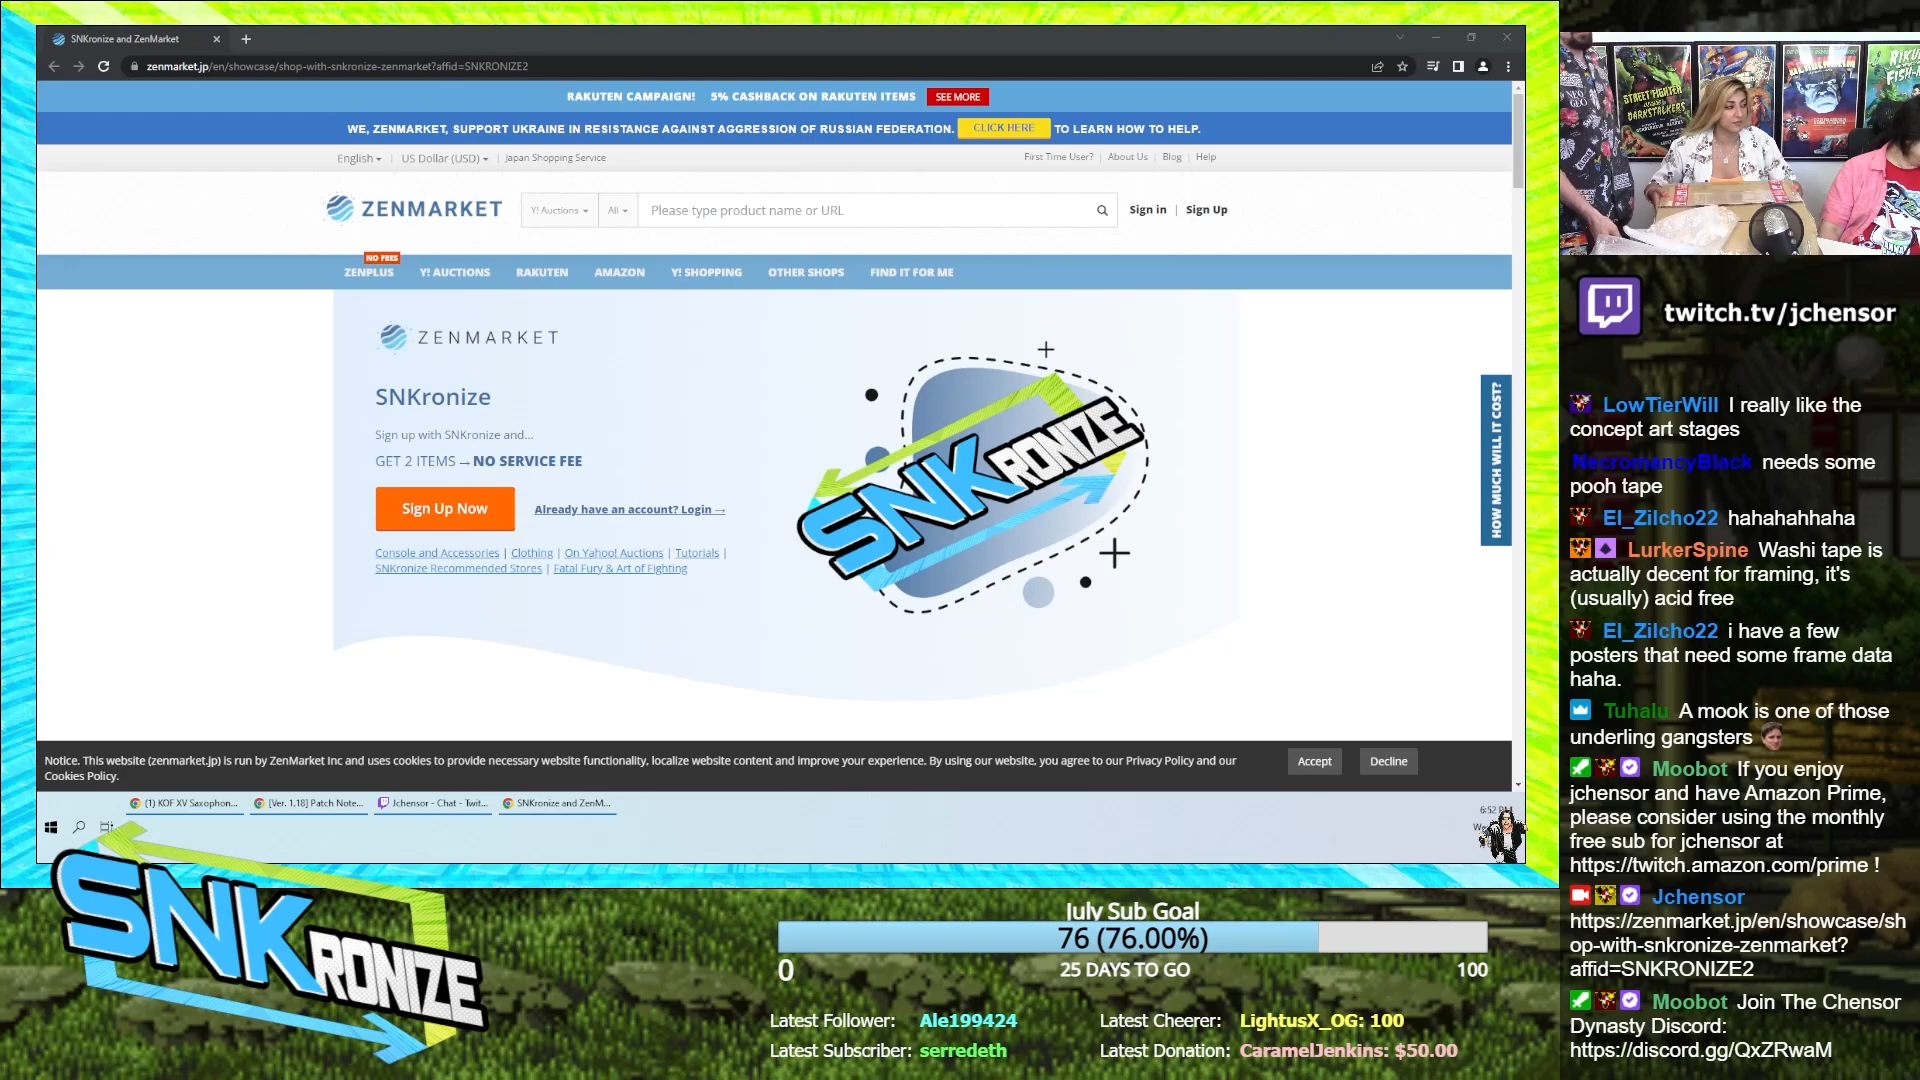 SNKronize and ZenMarket
zenmarket.jp/en/showcase/shop-with-snkronize-zenmarket?affid=SNKRONIZE2
RAKUTEN CAMPAIGN! 5% CASHBACK ON RAKUTEN ITEMS SEE MORE
WE, ZENMARKET, SUPPORT UKRAINE IN RESISTANCE AGAINST AGGRESSION OF RUSSIAN FEDERATION. CLICK HERE TO LEARN HOW TO HELP.
English | US Dollar (USD) | Japan Shopping Service
First Time User? | About Us | Blog | Help
ZENMARKET Y! Auctions All Please type product name or URL Sign in | Sign Up
NO FEES
ZENPLUS Y! AUCTIONS RAKUTEN AMAZON Y! SHOPPING OTHER SHOPS FIND IT FOR ME
ZENMARKET
SNKronize
Sign up with SNKronize and...
GET 2 ITEMS → NO SERVICE FEE
Sign Up Now Already have an account? Login →
Console and Accessories | Clothing | On Yahoo! Auctions | Tutorials |
SNKronize Recommended Stores | Fatal Fury & Art of Fighting
SNKRONIZE
HOW MUCH WILL IT COST?
Notice. This website (zenmarket.jp) is run by ZenMarket Inc and uses cookies to provide necessary website functionality, localize website content and improve your experience. By using our website, you agree to our Privacy Policy and our
Cookies Policy.
Accept Decline
(1) KOF XV Saxophon... [Ver. 1.18] Patch Note... Jchensor - Chat - Twit... SNKronize and ZenM...
6:52
SNKRONIZE
July Sub Goal
76 (76.00%)
0 25 DAYS TO GO 100
Latest Follower: Ale199424 Latest Cheerer: LightusX_OG: 100
Latest Subscriber: serredeth Latest Donation: CaramelJenkins: $50.00
NEO GEO
STREET FIGHTER
DARKSTALKERS
twitch.tv/jchensor
LowTierWill I really like the
concept art stages
NecromancyBlack needs some
pooh tape
El_Zilcho22 hahahahhaha
LurkerSpine Washi tape is
actually decent for framing, it's
(usually) acid free
El_Zilcho22 i have a few
posters that need some frame data
haha.
Tuhalu A mook is one of those
underling gangsters
Moobot If you enjoy
jchensor and have Amazon Prime,
please consider using the monthly
free sub for jchensor at
https://twitch.amazon.com/prime !
Jchensor
https://zenmarket.jp/en/showcase/sh
op-with-snkronize-zenmarket?
affid=SNKRONIZE2
Moobot Join The Chensor
Dynasty Discord:
https://discord.gg/QxZRwaM